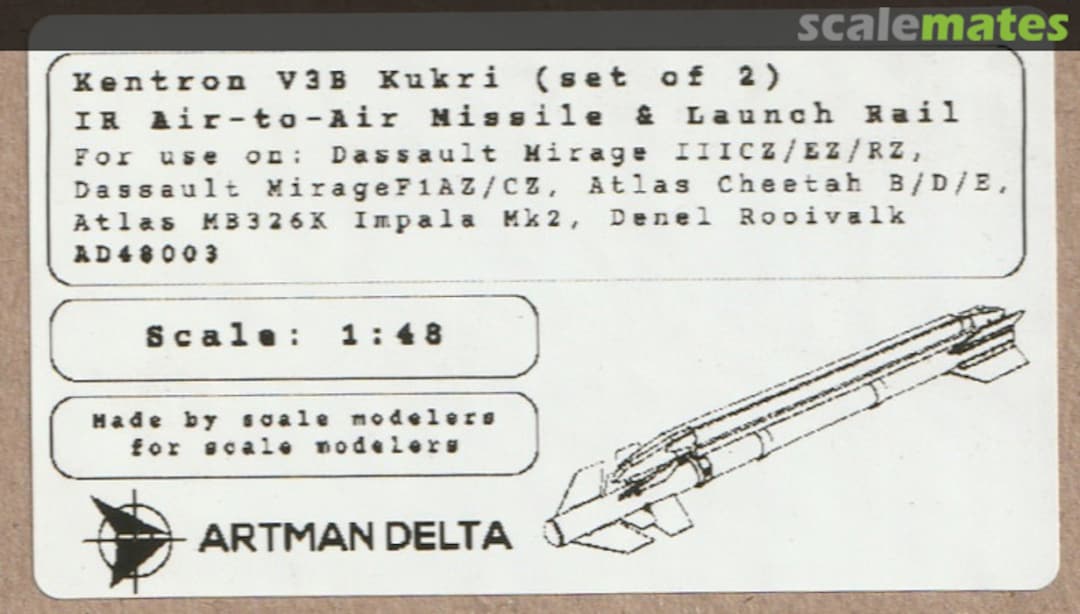 scalemates
Kentron V3B Kukri (set of 2)
IR Air-to-Air Missile & Launch Rail
For use on: Dassault Mirage IIICZ/EZ/RZ,
Dassault MirageF1AZ/CZ, Atlas Cheetah B/D/E,
Atlas MB326K Impala Mk2, Denel Rooivalk
AD48003
Scale: 1:48
Made by scale modelers
for scale modelers
ARTMAN DELTA